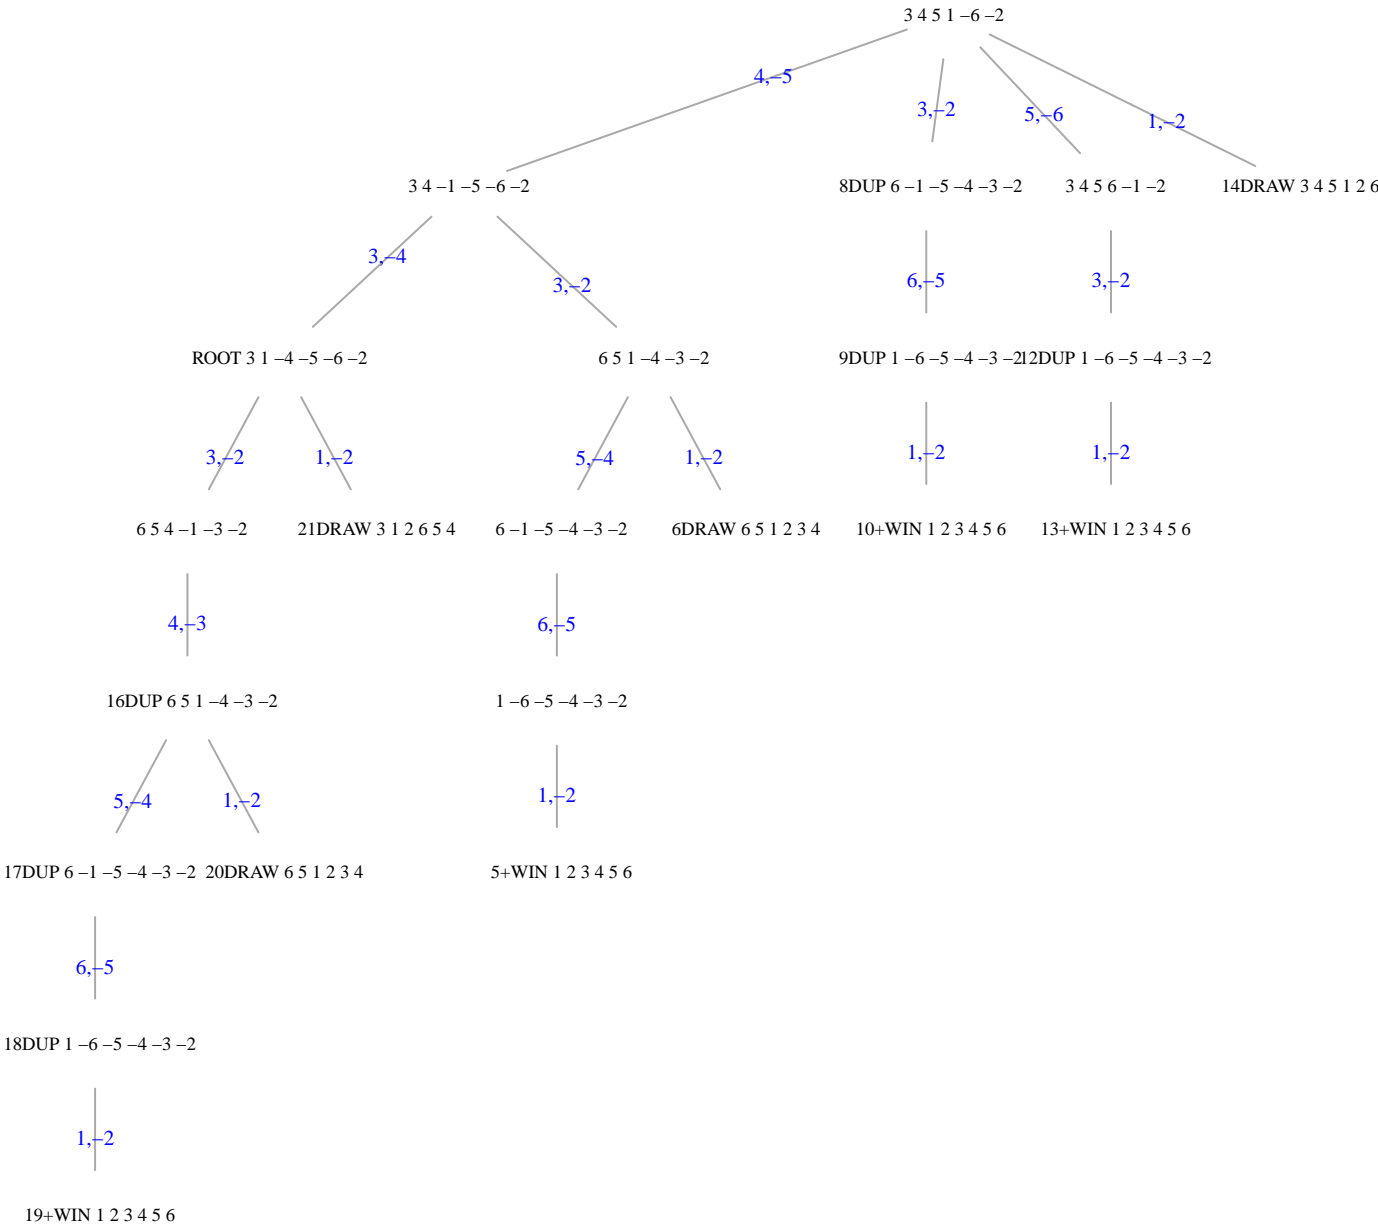 3 4 5 1 –6 –2
4,–5
3,–2
5,–6
1,–2
3 4 –1 –5 –6 –2
8DUP 6 –1 –5 –4 –3 –2
3 4 5 6 –1 –2
14DRAW 3 4 5 1 2 6
3,–4
3,–2
6,–5
3,–2
ROOT 3 1 –4 –5 –6 –2
6 5 1 –4 –3 –2
9DUP 1 –6 –5 –4 –3 –2
12DUP 1 –6 –5 –4 –3 –2
3,–2
1,–2
5,–4
1,–2
1,–2
1,–2
6 5 4 –1 –3 –2
21DRAW 3 1 2 6 5 4
6 –1 –5 –4 –3 –2
6DRAW 6 5 1 2 3 4
10+WIN 1 2 3 4 5 6
13+WIN 1 2 3 4 5 6
4,–3
6,–5
16DUP 6 5 1 –4 –3 –2
1 –6 –5 –4 –3 –2
5,–4
1,–2
1,–2
17DUP 6 –1 –5 –4 –3 –2
20DRAW 6 5 1 2 3 4
5+WIN 1 2 3 4 5 6
6,–5
18DUP 1 –6 –5 –4 –3 –2
1,–2
19+WIN 1 2 3 4 5 6